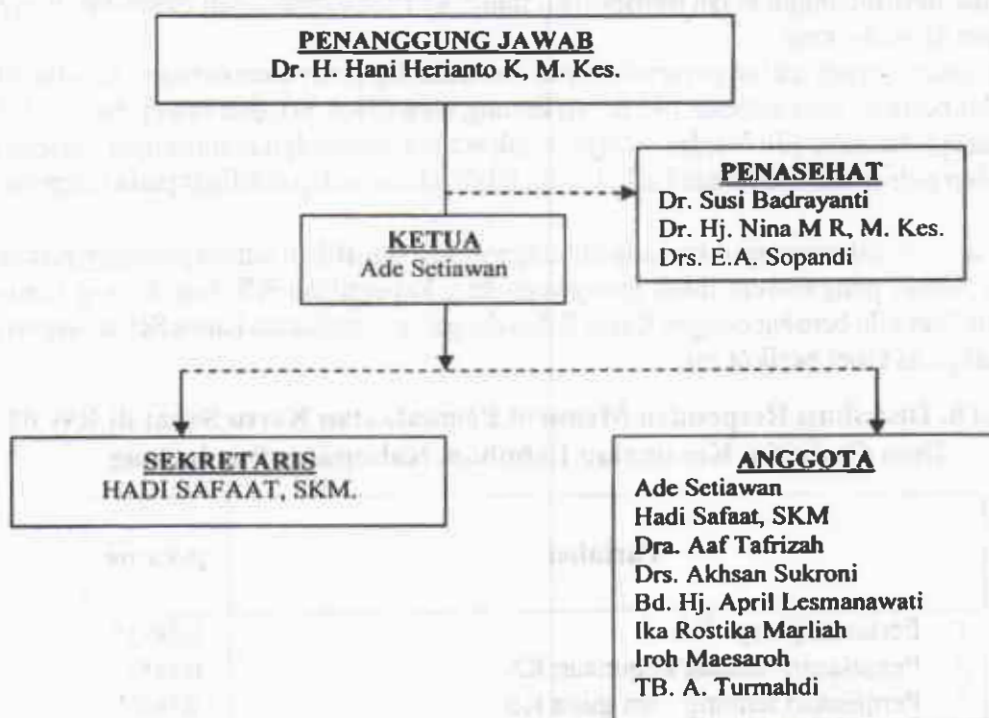 PENANGGUNG JAWAB
Dr. H. Hani Herianto K, M. Kes.
PENASEHAT
Dr. Susi Badrayanti
Dr. Hj. Nina M R, M. Kes.
Drs. E.A. Sopandi
KETUA
Ade Setiawan
SEKRETARIS
HADI SAFAAT, SKM.
ANGGOTA
Ade Setiawan
Hadi Safaat, SKM
Dra. Aaf Tafrizah
Drs. Akhsan Sukroni
Bd. Hj. April Lesmanawati
Ika Rostika Marliah
Iroh Maesaroh
TB. A. Turmahdi